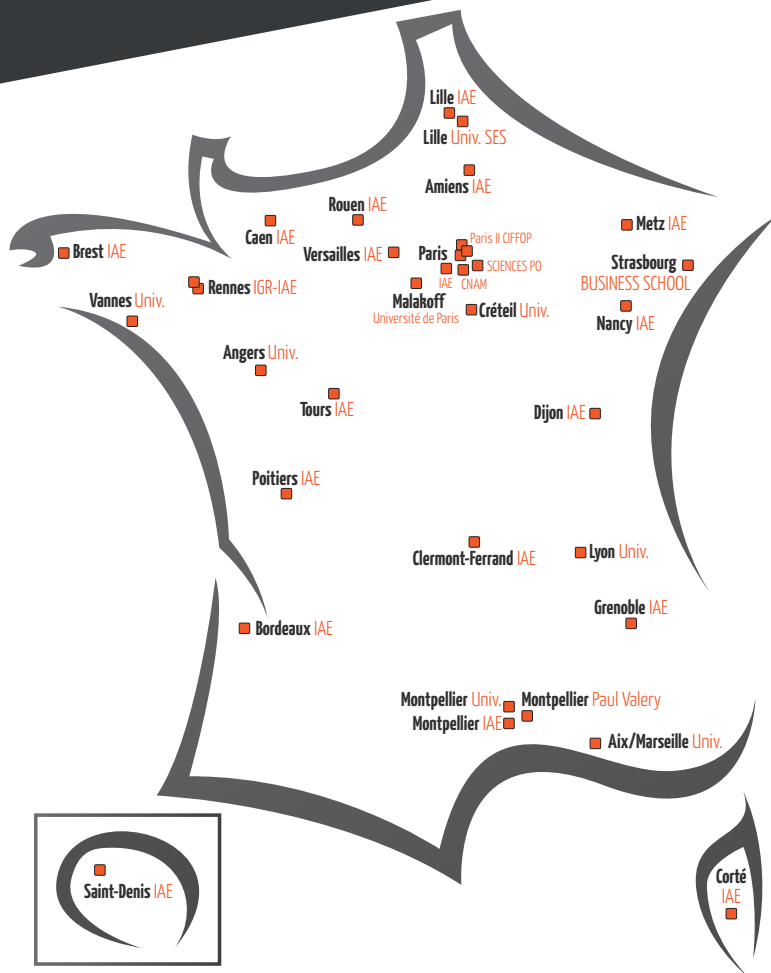 Lille IAE
Lille Univ. SES
Amiens IAE
Rouen IAE
Caen IAE
Versailles IAE
Paris
Paris II CIFFOP
SCIENCES PO
IAE
CNAM
Metz IAE
Strasbourg
BUSINESS SCHOOL
Brest IAE
Rennes IGR-IAE
Vannes Univ.
Malakoff
Université de Paris
Créteil Univ.
Nancy IAE
Angers Univ.
Tours IAE
Dijon IAE
Poitiers IAE
Clermont-Ferrand IAE
Lyon Univ.
Grenoble IAE
Bordeaux IAE
Montpellier Univ.
Montpellier Paul Valery
Montpellier IAE
Aix/Marseille Univ.
Saint-Denis IAE
Corté
IAE